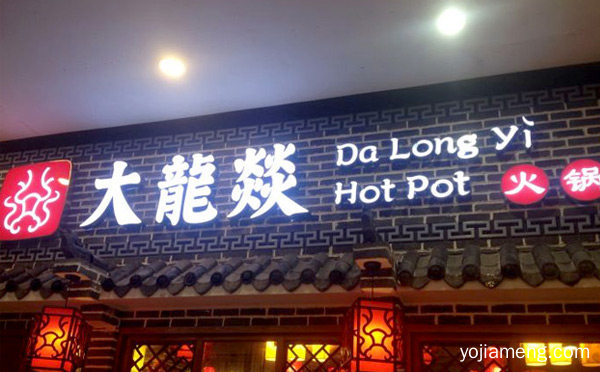 大龍燚
Da Long yì
Hot Pot 火锅
yojiameng.com